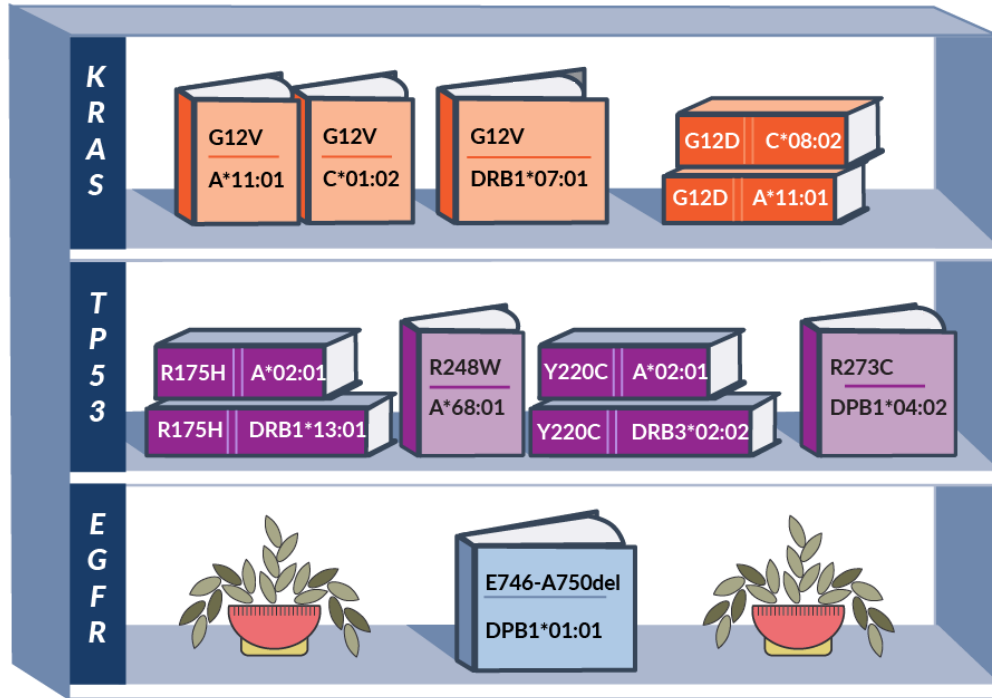 KRAS
G12V
A*11:01
G12V
C*01:02
G12V
DRB1*07:01
G12D C*08:02
G12D A*11:01
TP53
R175H A*02:01
R175H DRB1*13:01
R248W
A*68:01
Y220C A*02:01
Y220C DRB3*02:02
R273C
DPB1*04:02
EGFR
E746-A750del
DPB1*01:01